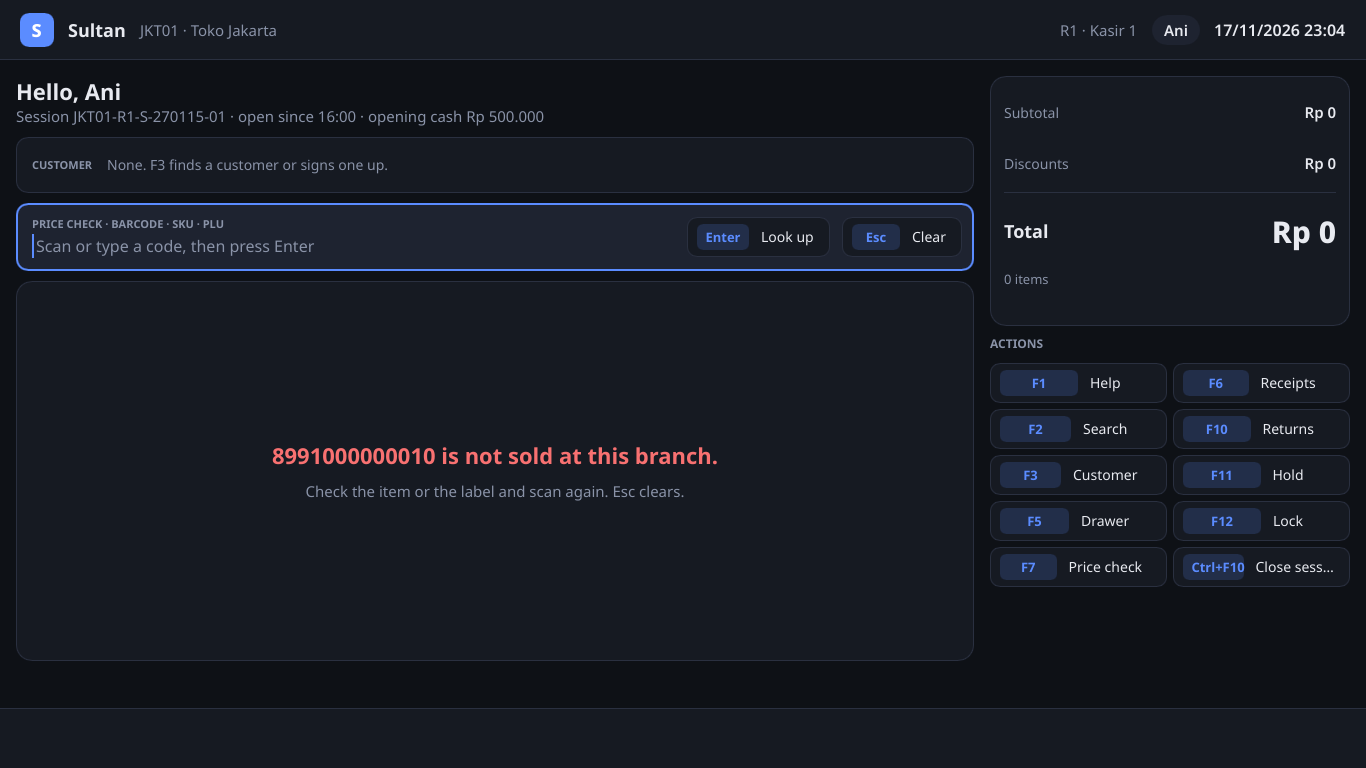 S Sultan JKT01 · Toko Jakarta R1 · Kasir 1 Ani 17/11/2026 23:04
Hello, Ani
Session JKT01-R1-S-270115-01 · open since 16:00 · opening cash Rp 500.000
CUSTOMER None. F3 finds a customer or signs one up.
PRICE CHECK · BARCODE · SKU · PLU
Scan or type a code, then press Enter
Enter Look up Esc Clear
8991000000010 is not sold at this branch.
Check the item or the label and scan again. Esc clears.
Subtotal Rp 0
Discounts Rp 0
Total Rp 0
0 items
ACTIONS
F1 Help F6 Receipts
F2 Search F10 Returns
F3 Customer F11 Hold
F5 Drawer F12 Lock
F7 Price check Ctrl+F10 Close sess...